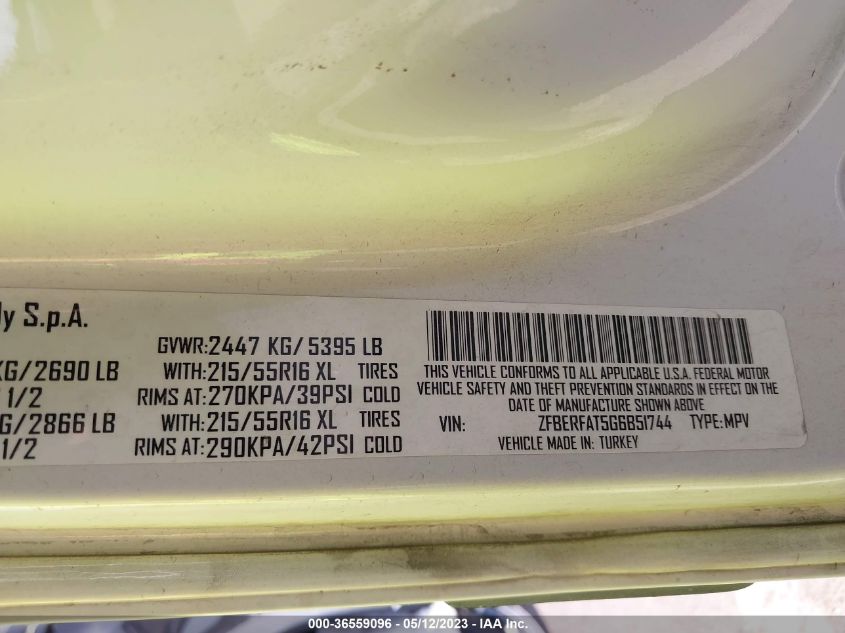 ly S.p.A.
KG/2690 LB
1 1/2
G/2866 LB
1/2
GVWR:2447 KG/5395 LB
WITH:215/55R16 XL TIRES
RIMS AT:270KPA/39PSI COLD
WITH:215/55R16 XL TIRES
RIMS AT:290KPA/42PSI COLD
THIS VEHICLE CONFORMS TO ALL APPLICABLE U.S.A. FEDERAL MOTOR
VEHICLE SAFETY AND THEFT PREVENTION STANDARDS IN EFFECT ON THE
DATE OF MANUFACTURE SHOWN ABOVE
VIN: ZFBERFAT5G6B51744 TYPE:MPV
VEHICLE MADE IN: TURKEY
000-36559096 - 05/12/2023 - IAA Inc.